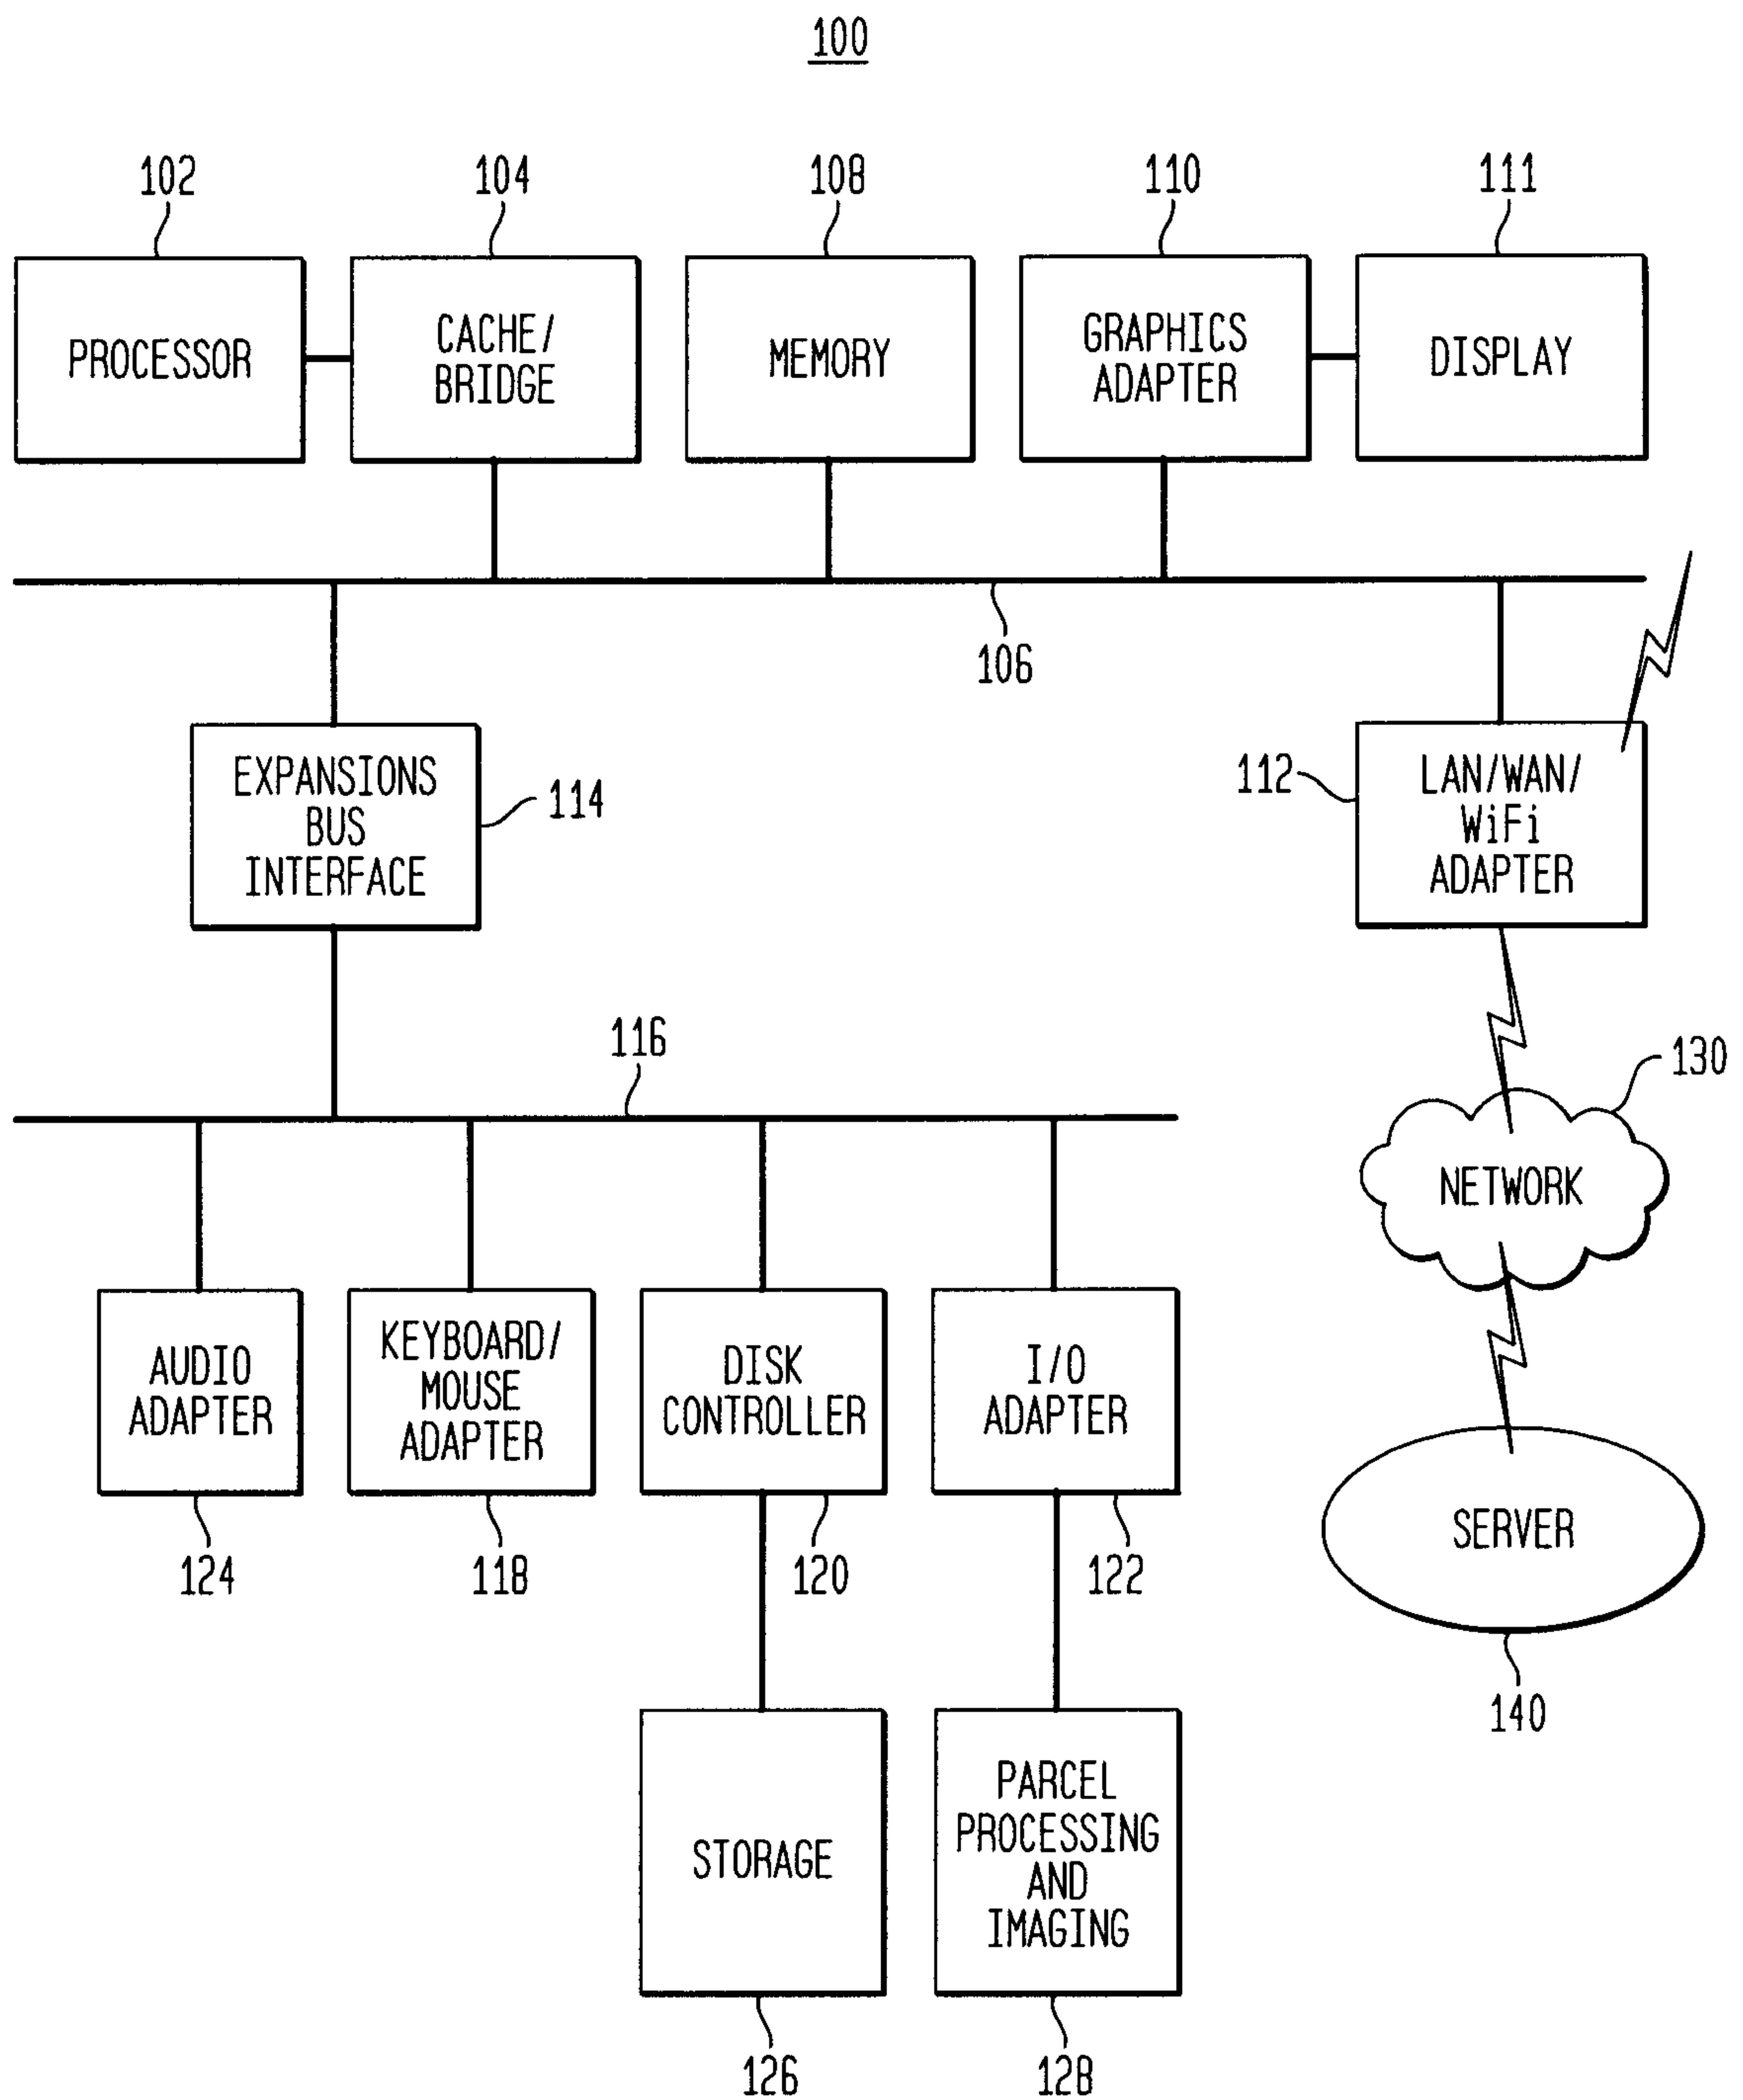 100
102
104
108
110
111
PROCESSOR
CACHE/
BRIDGE
MEMORY
GRAPHICS
ADAPTER
DISPLAY
106
EXPANSIONS
BUS
INTERFACE
114
112
LAN/WAN/
WiFi
ADAPTER
116
130
NETWORK
AUDIO
ADAPTER
KEYBOARD/
MOUSE
ADAPTER
DISK
CONTROLLER
I/O
ADAPTER
124
118
120
122
SERVER
140
STORAGE
PARCEL
PROCESSING
AND
IMAGING
126
128